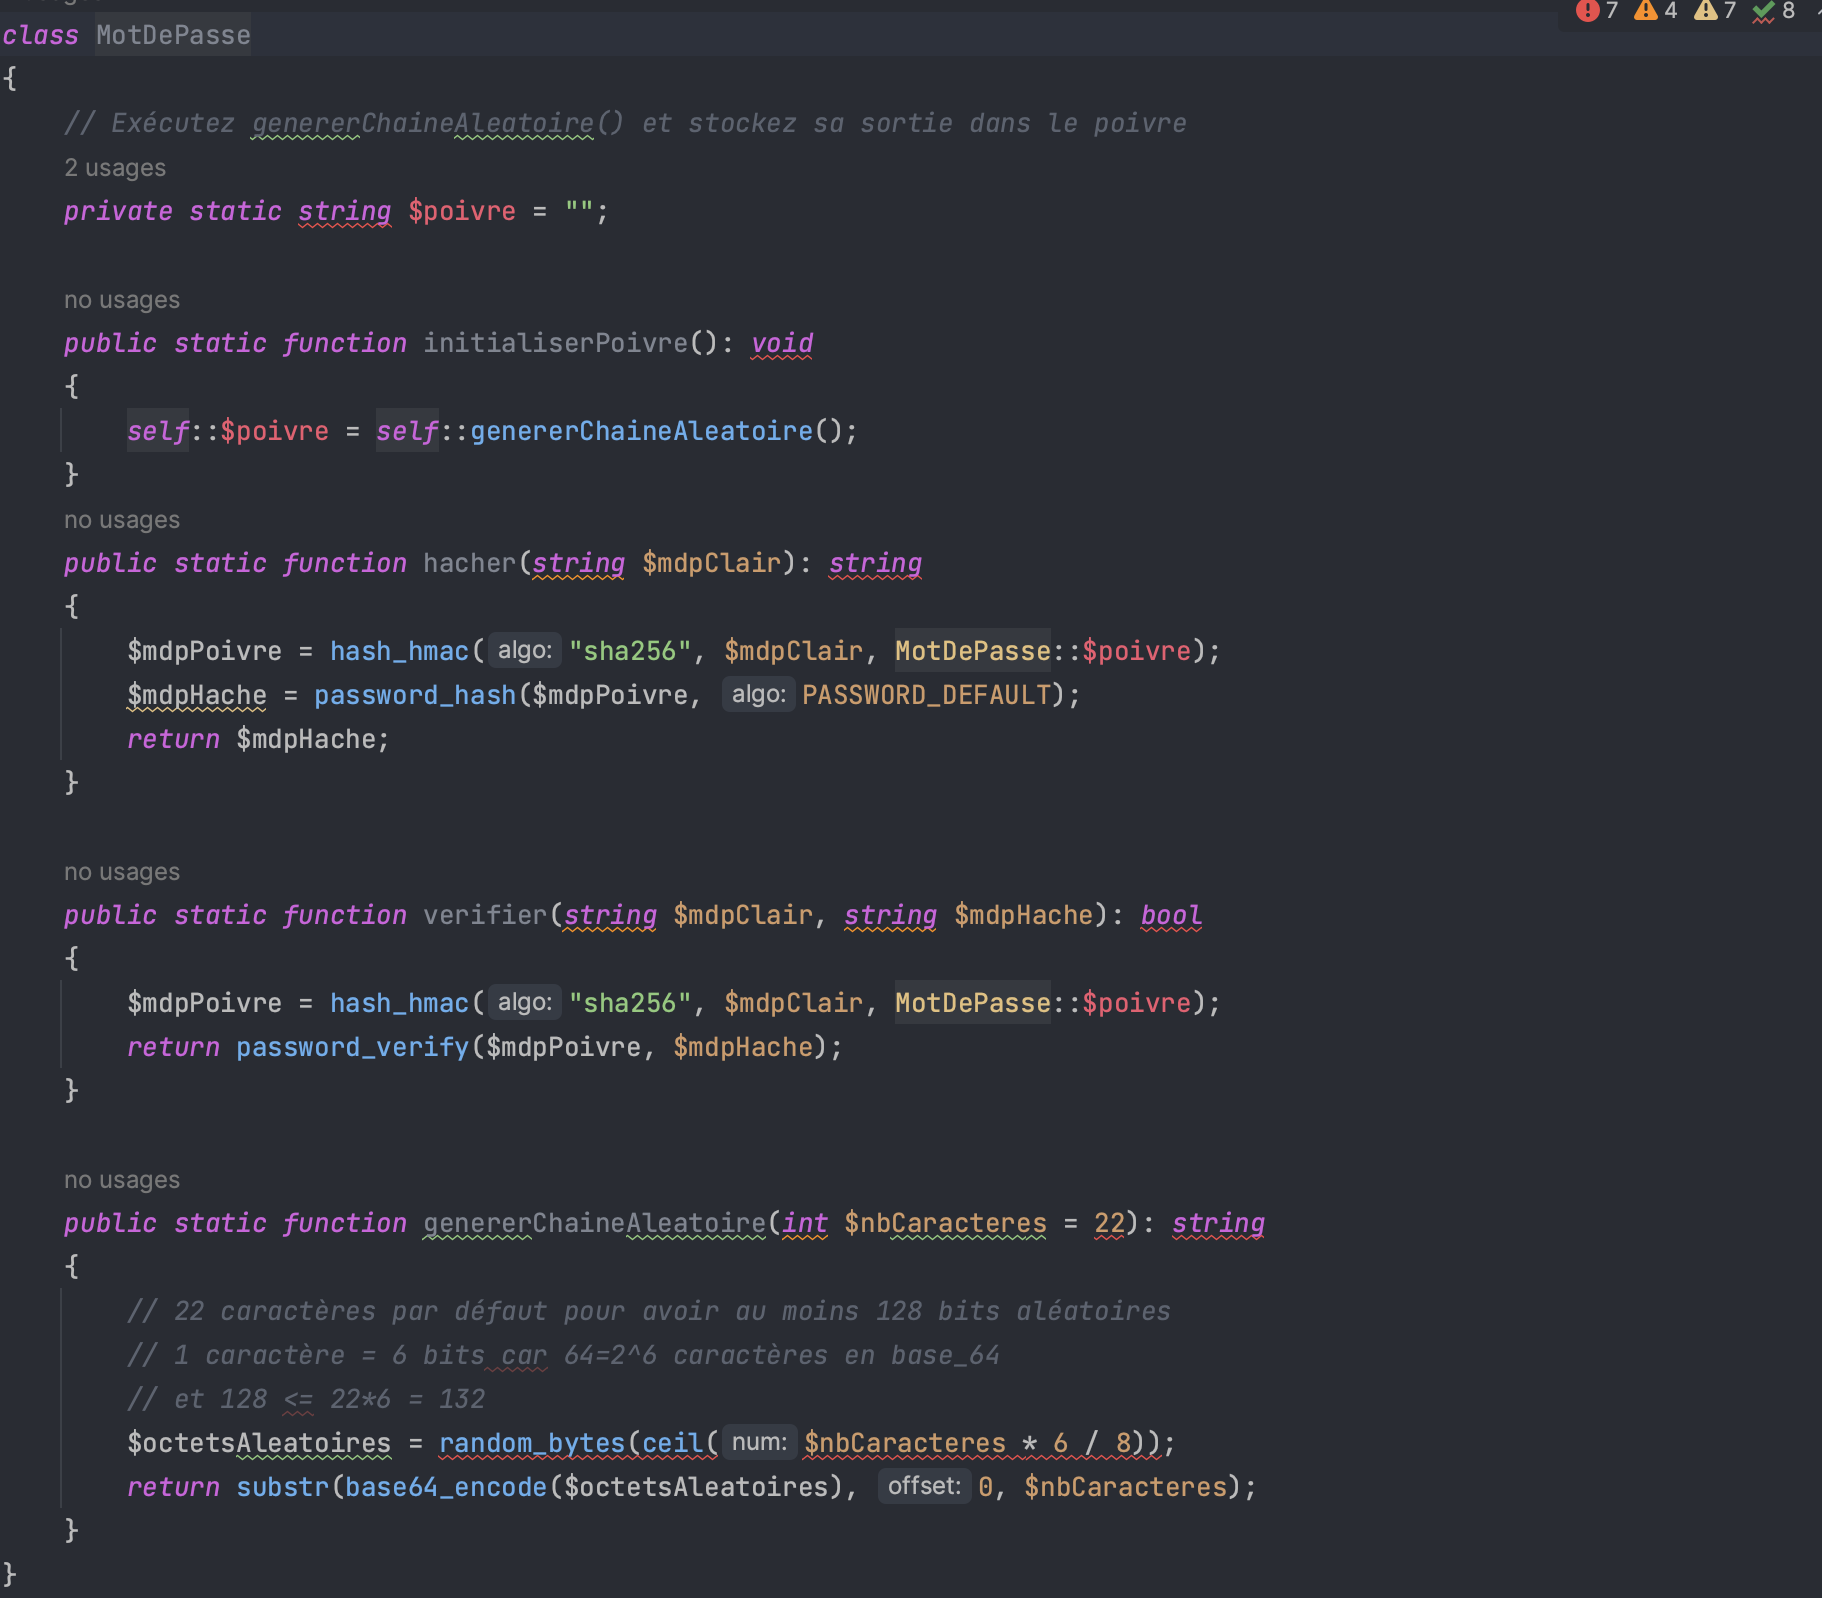 7 4 7 8
class MotDePasse
{
// Exécutez genererChaineAleatoire() et stockez sa sortie dans le poivre
2 usages
private static string $poivre = "";
no usages
public static function initialiserPoivre(): void
{
self::$poivre = self::genererChaineAleatoire();
}
no usages
public static function hacher(string $mdpClair): string
{
$mdpPoivre = hash_hmac( algo: "sha256", $mdpClair, MotDePasse::$poivre);
$mdpHache = password_hash($mdpPoivre, algo: PASSWORD_DEFAULT);
return $mdpHache;
}
no usages
public static function verifier(string $mdpClair, string $mdpHache): bool
{
$mdpPoivre = hash_hmac( algo: "sha256", $mdpClair, MotDePasse::$poivre);
return password_verify($mdpPoivre, $mdpHache);
}
no usages
public static function genererChaineAleatoire(int $nbCaracteres = 22): string
{
// 22 caractères par défaut pour avoir au moins 128 bits aléatoires
// 1 caractère = 6 bits car 64=2^6 caractères en base_64
// et 128 <= 22*6 = 132
$octetsAleatoires = random_bytes(ceil( num: $nbCaracteres * 6 / 8));
return substr(base64_encode($octetsAleatoires), offset: 0, $nbCaracteres);
}
}